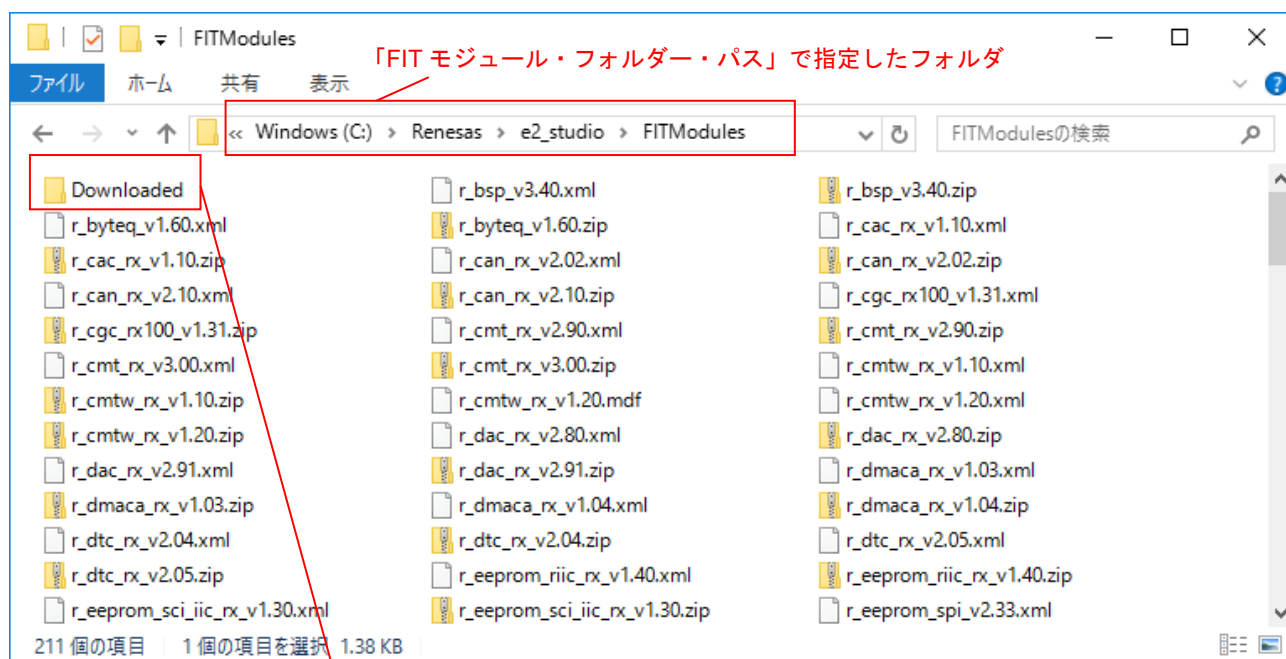 FITModules
「FIT モジュール・フォルダー・パス」で指定したフォルダ
ファイル ホーム 共有 表示
« Windows (C:) › Renesas › e2_studio › FITModules FITModulesの検索
Downloaded r_bsp_v3.40.xml r_bsp_v3.40.zip
r_byteq_v1.60.xml r_byteq_v1.60.zip r_cac_rx_v1.10.xml
r_cac_rx_v1.10.zip r_can_rx_v2.02.xml r_can_rx_v2.02.zip
r_can_rx_v2.10.xml r_can_rx_v2.10.zip r_cgc_rx100_v1.31.xml
r_cgc_rx100_v1.31.zip r_cmt_rx_v2.90.xml r_cmt_rx_v2.90.zip
r_cmt_rx_v3.00.xml r_cmt_rx_v3.00.zip r_cmtw_rx_v1.10.xml
r_cmtw_rx_v1.10.zip r_cmtw_rx_v1.20.mdf r_cmtw_rx_v1.20.xml
r_cmtw_rx_v1.20.zip r_dac_rx_v2.80.xml r_dac_rx_v2.80.zip
r_dac_rx_v2.91.xml r_dac_rx_v2.91.zip r_dmaca_rx_v1.03.xml
r_dmaca_rx_v1.03.zip r_dmaca_rx_v1.04.xml r_dmaca_rx_v1.04.zip
r_dtc_rx_v2.04.xml r_dtc_rx_v2.04.zip r_dtc_rx_v2.05.xml
r_dtc_rx_v2.05.zip r_eeprom_riic_rx_v1.40.xml r_eeprom_riic_rx_v1.40.zip
r_eeprom_sci_iic_rx_v1.30.xml r_eeprom_sci_iic_rx_v1.30.zip r_eeprom_spi_v2.33.xml
211 個の項目 1 個の項目を選択 1.38 KB